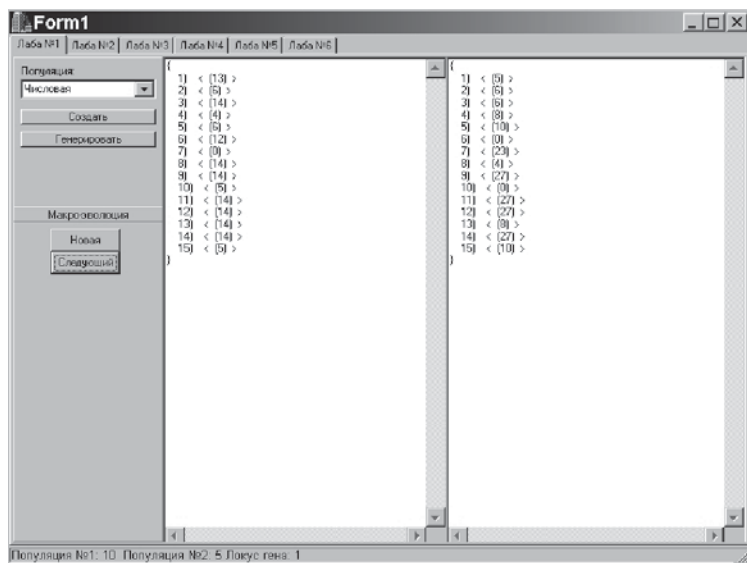 Form1
Лаба №1 Лаба №2 Лаба №3 Лаба №4 Лаба №5 Лаба №6
Популяция:
Числовая
Создать
Генерировать
Макроэволюция
Новая
Следующий
{
1) < (13) >
2) < (6) >
3) < (14) >
4) < (4) >
5) < (6) >
6) < (12) >
7) < (0) >
8) < (14) >
9) < (14) >
10) < (5) >
11) < (14) >
12) < (14) >
13) < (14) >
14) < (14) >
15) < (5) >
}
{
1) < (5) >
2) < (6) >
3) < (6) >
4) < (8) >
5) < (10) >
6) < (0) >
7) < (23) >
8) < (4) >
9) < (27) >
10) < (0) >
11) < (27) >
12) < (27) >
13) < (8) >
14) < (27) >
15) < (10) >
}
Популяция №1: 10 Популяция №2: 5 Локус гена: 1